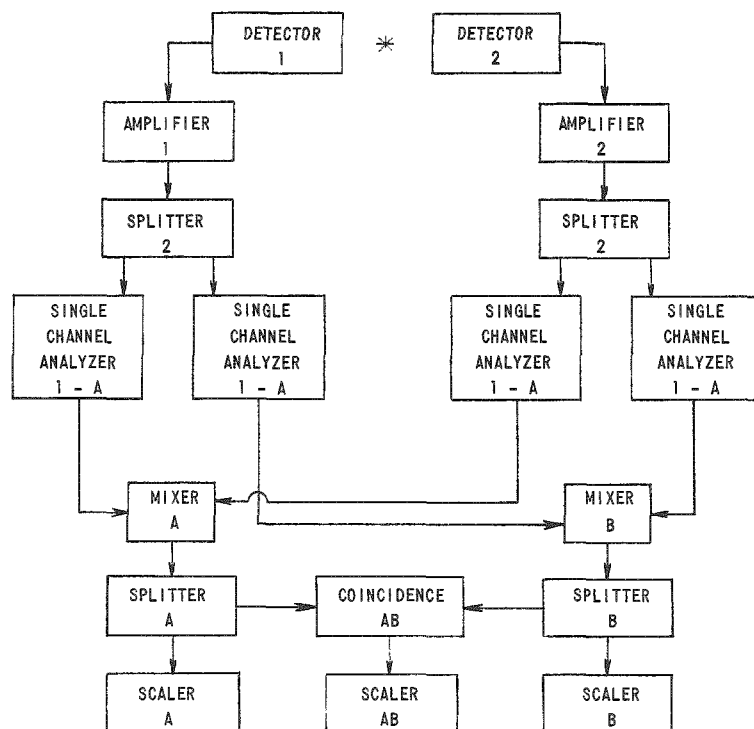 DETECTOR
1
*
DETECTOR
2
AMPLIFIER
1
AMPLIFIER
2
SPLITTER
2
SPLITTER
2
SINGLE
CHANNEL
ANALYZER
1 - A
SINGLE
CHANNEL
ANALYZER
1 - A
SINGLE
CHANNEL
ANALYZER
1 - A
SINGLE
CHANNEL
ANALYZER
1 - A
MIXER
A
MIXER
B
SPLITTER
A
COINCIDENCE
AB
SPLITTER
B
SCALER
A
SCALER
AB
SCALER
B